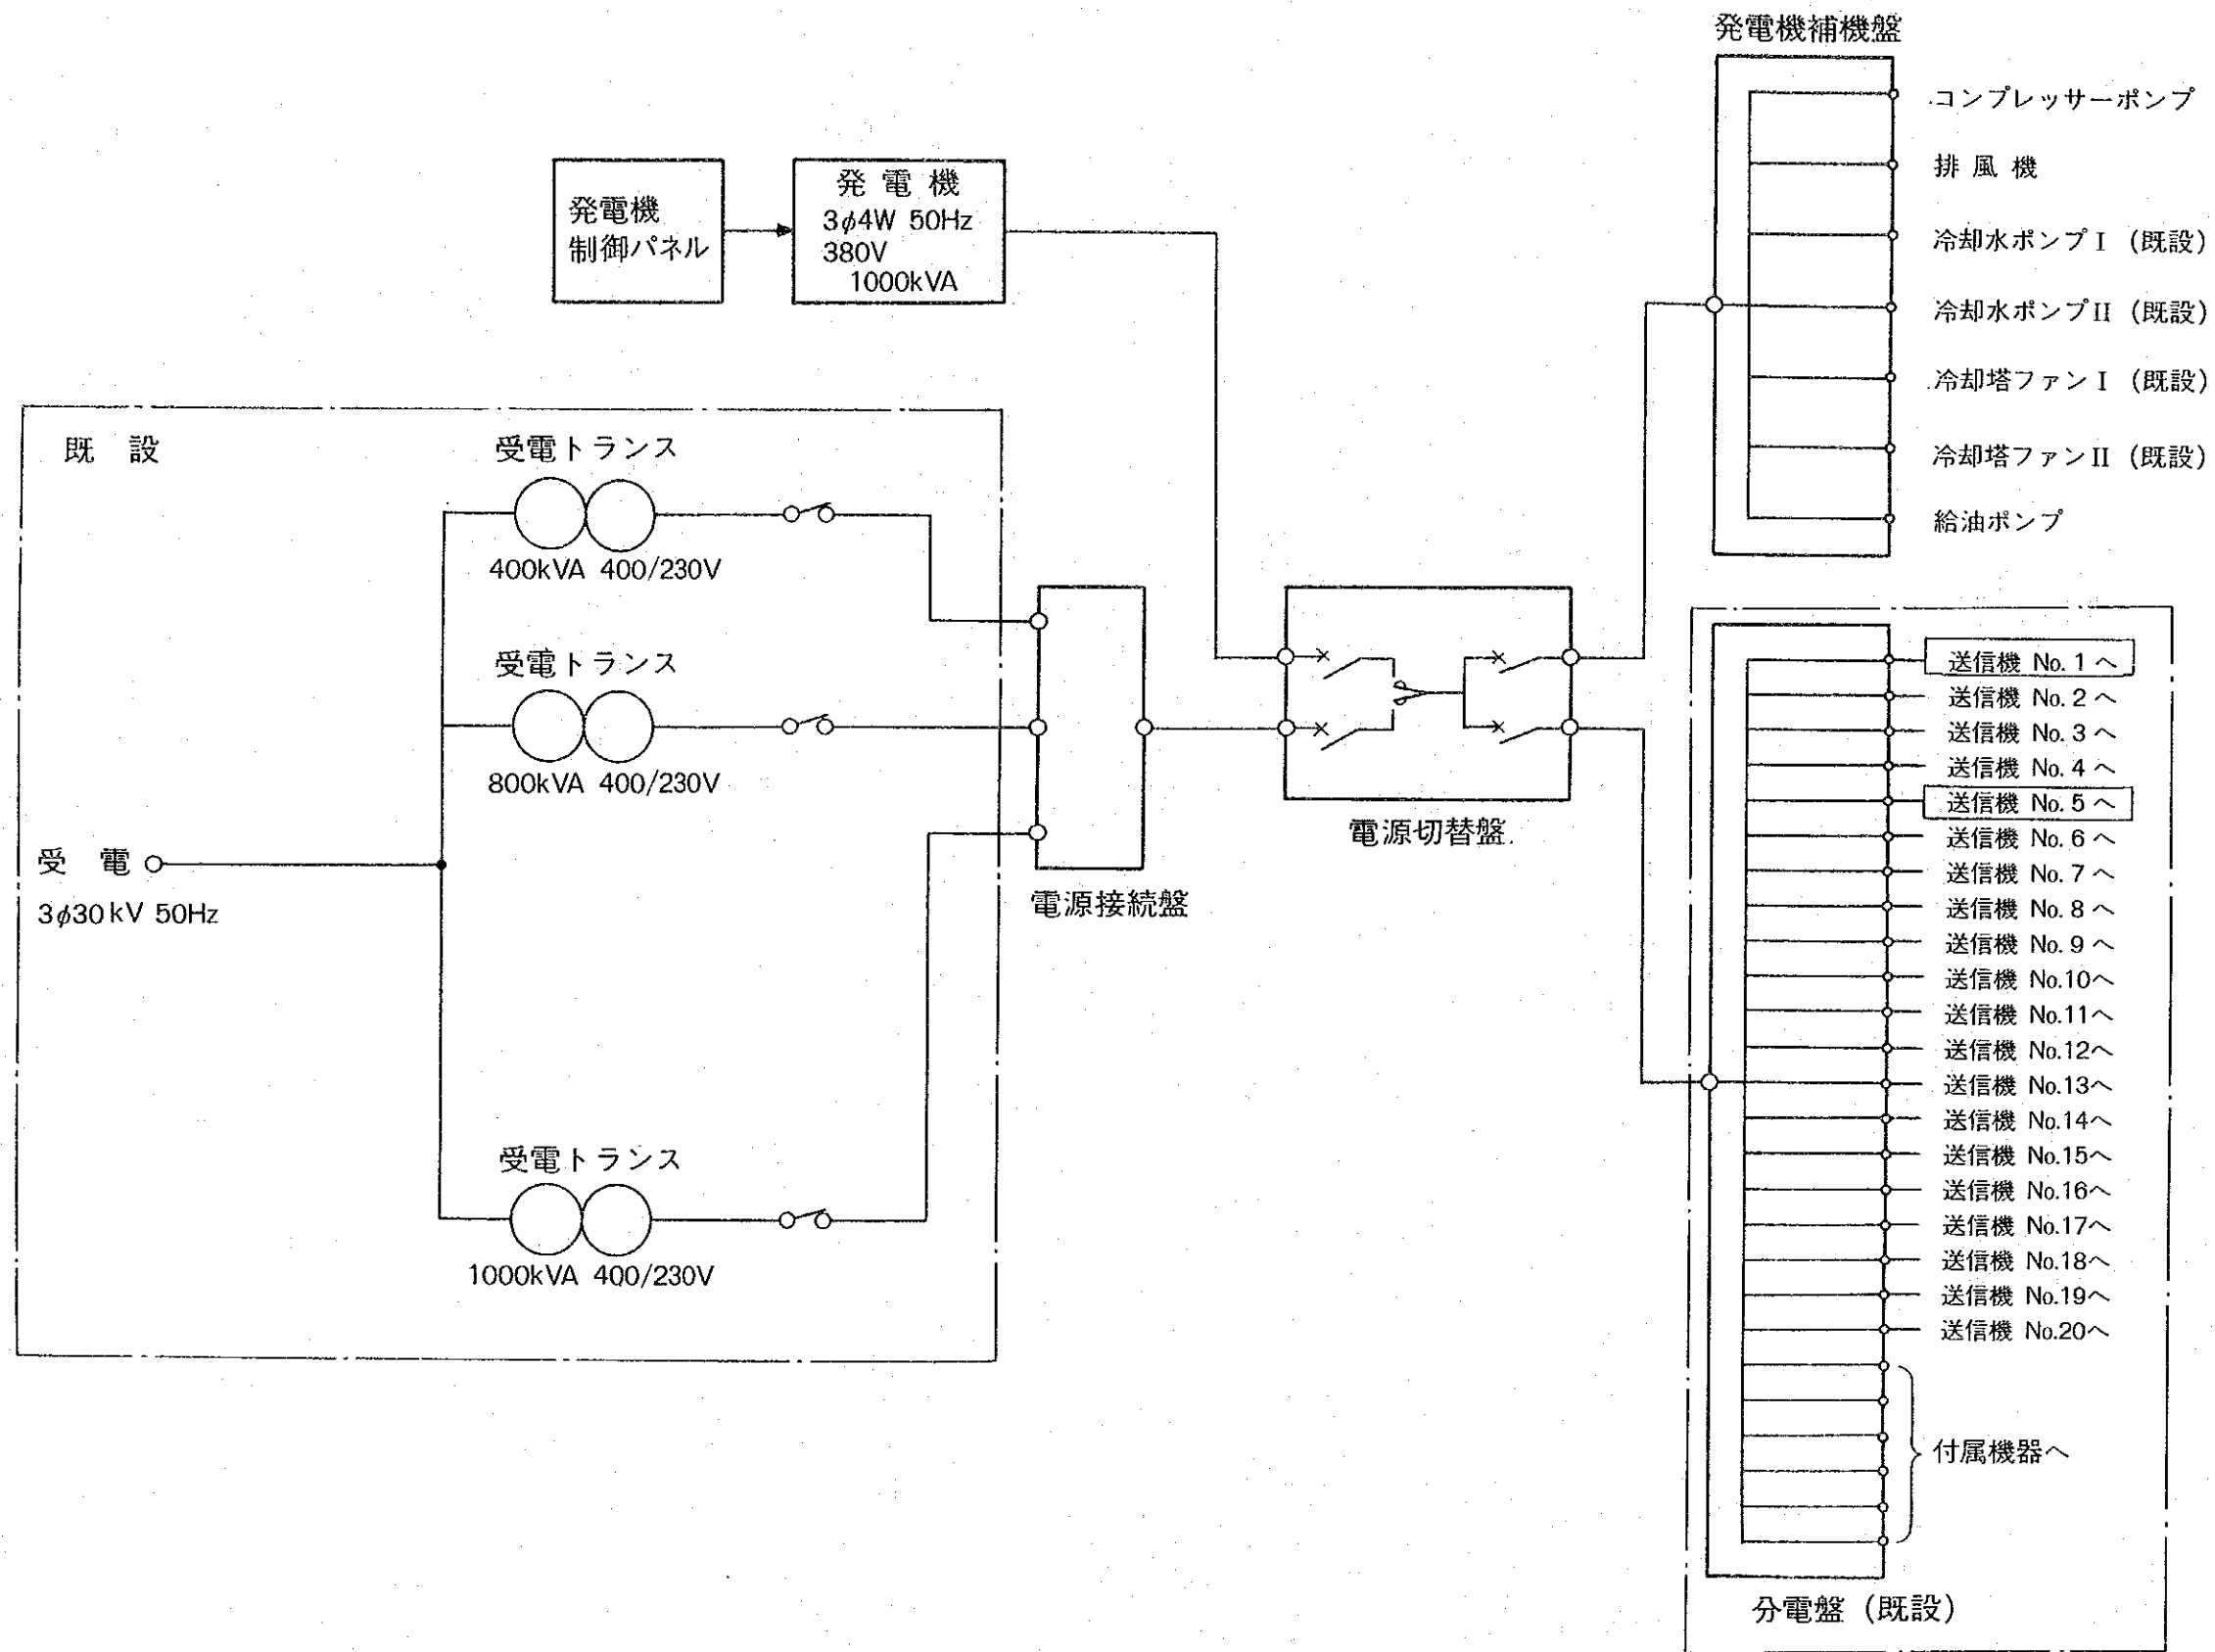 発電機補機盤
コンプレッサーポンプ
排風機
冷却水ポンプI (既設)
冷却水ポンプII (既設)
冷却塔ファンI (既設)
冷却塔ファンII (既設)
給油ポンプ
発電機
制御パネル
発電機
3φ4W 50Hz
380V
1000kVA
既設
受電トランス
400kVA 400/230V
受電トランス
800kVA 400/230V
受電
3φ30kV 50Hz
受電トランス
1000kVA 400/230V
電源接続盤
電源切替盤
送信機 No. 1 へ
送信機 No. 2 へ
送信機 No. 3 へ
送信機 No. 4 へ
送信機 No. 5 へ
送信機 No. 6 へ
送信機 No. 7 へ
送信機 No. 8 へ
送信機 No. 9 へ
送信機 No.10へ
送信機 No.11へ
送信機 No.12へ
送信機 No.13へ
送信機 No.14へ
送信機 No.15へ
送信機 No.16へ
送信機 No.17へ
送信機 No.18へ
送信機 No.19へ
送信機 No.20へ
付属機器へ
分電盤 (既設)